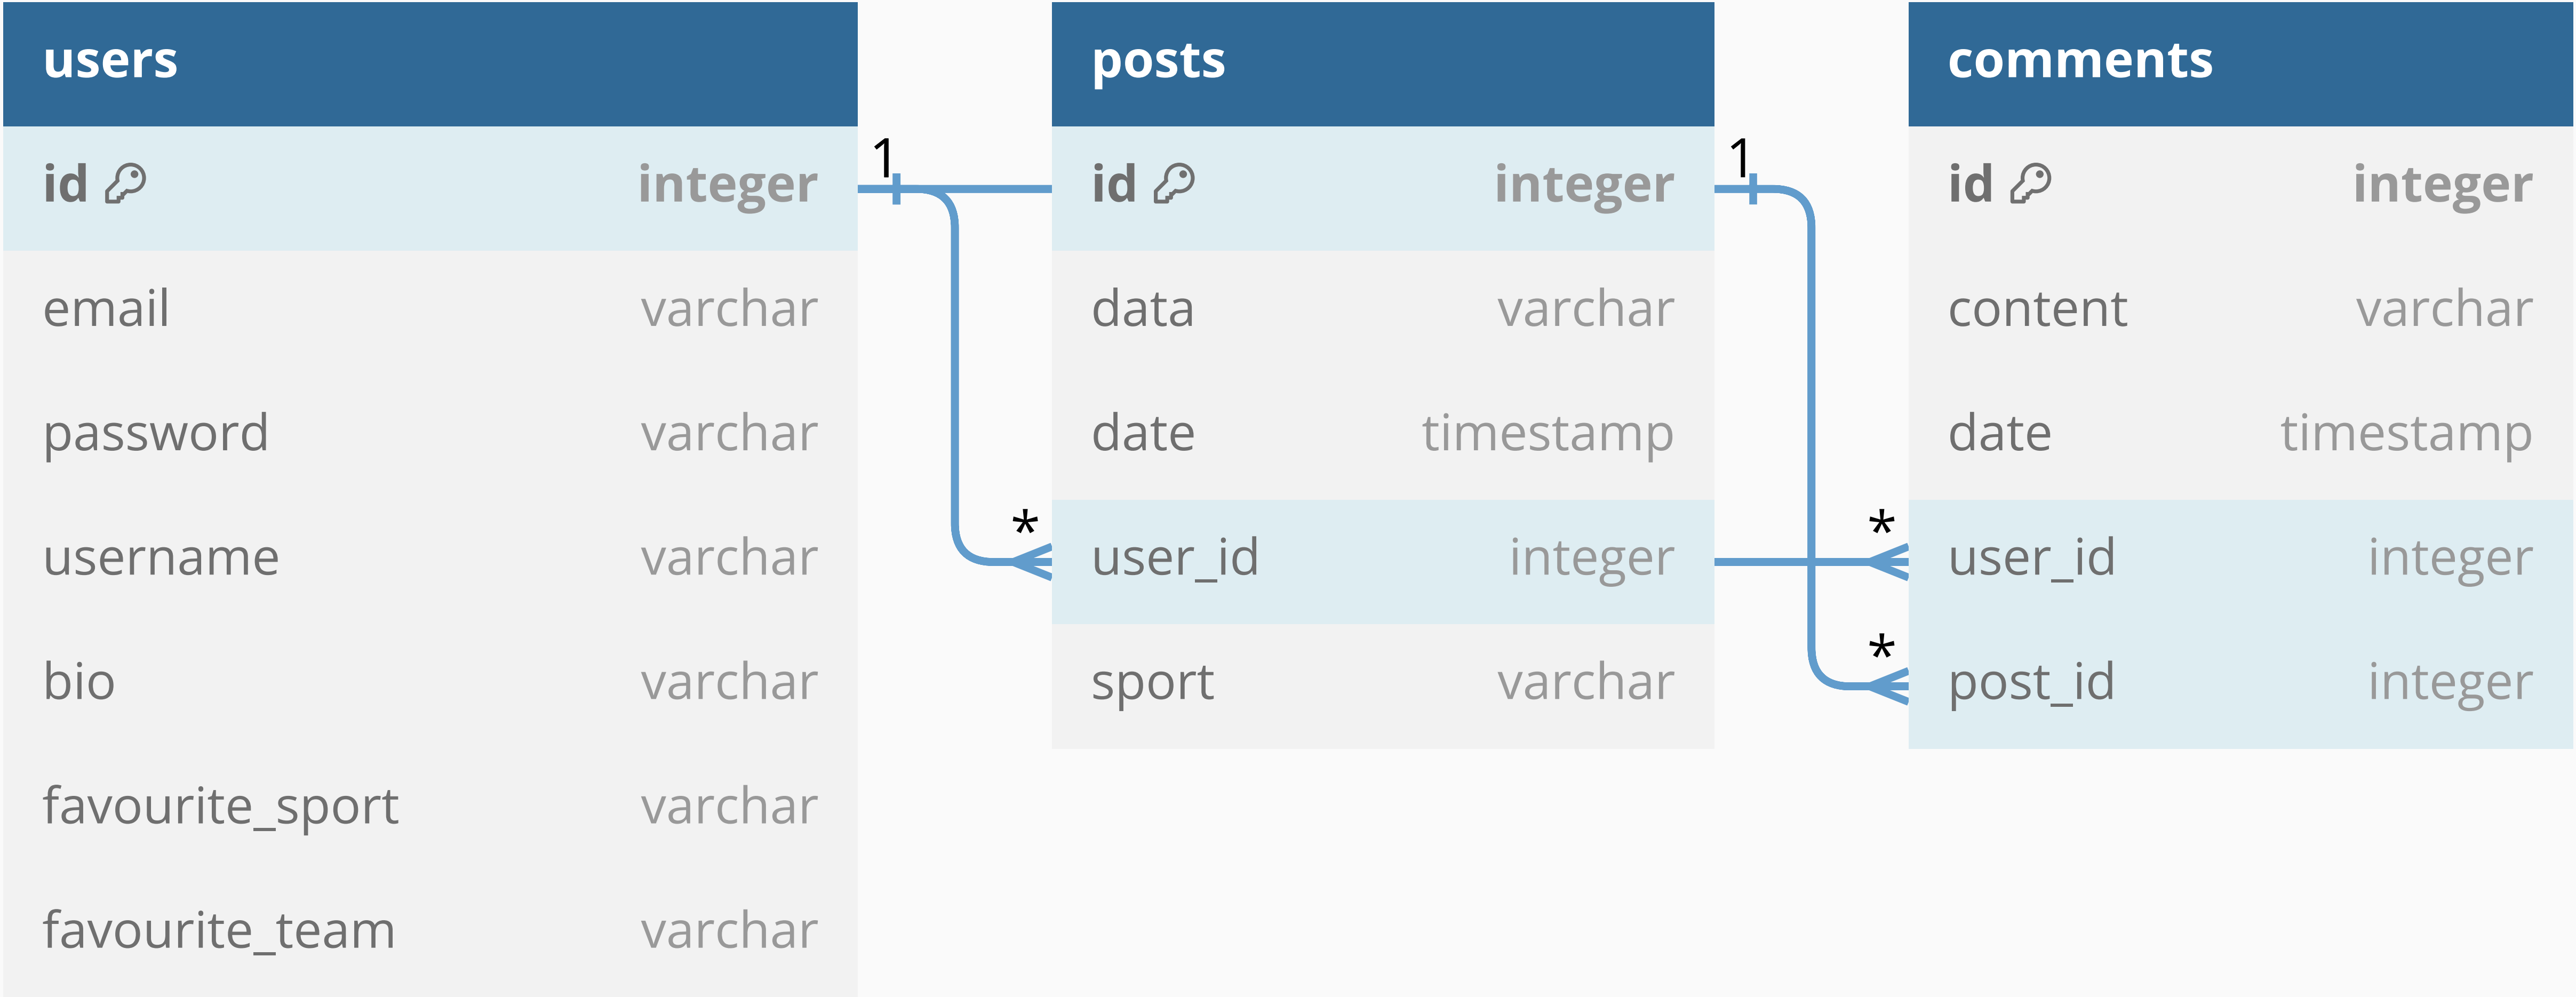 users
id integer
email varchar
password varchar
username varchar
bio varchar
favourite_sport varchar
favourite_team varchar
1
*
posts
id integer
data varchar
date timestamp
user_id integer
sport varchar
1
*
*
comments
id integer
content varchar
date timestamp
user_id integer
post_id integer